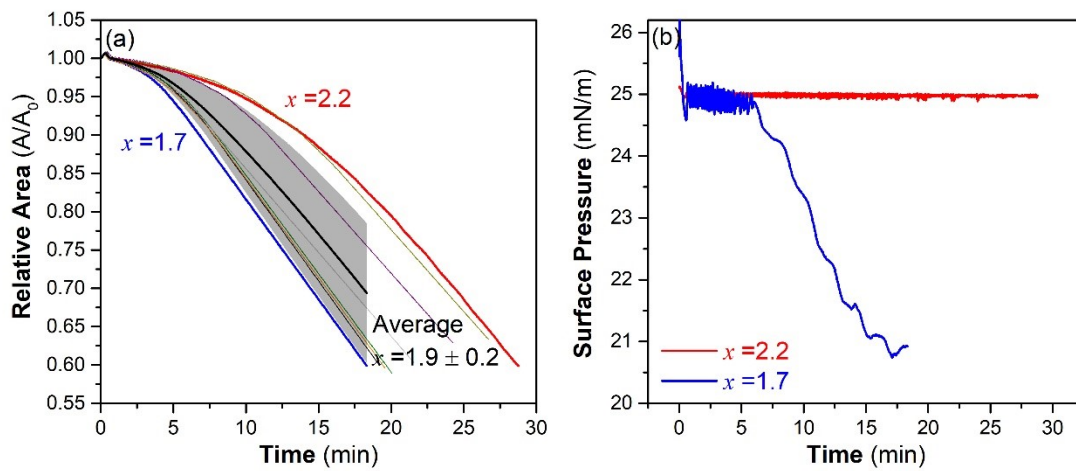 (a)
1.05
1.00
0.95
0.90
0.85
0.80
0.75
0.70
0.65
0.60
0.55
Relative Area (A/A₀)
x =2.2
x =1.7
Average
x =1.9 ± 0.2
0 5 10 15 20 25 30
Time (min)
(b)
26
25
24
23
22
21
20
Surface Pressure (mN/m)
x =2.2
x =1.7
0 5 10 15 20 25 30
Time (min)